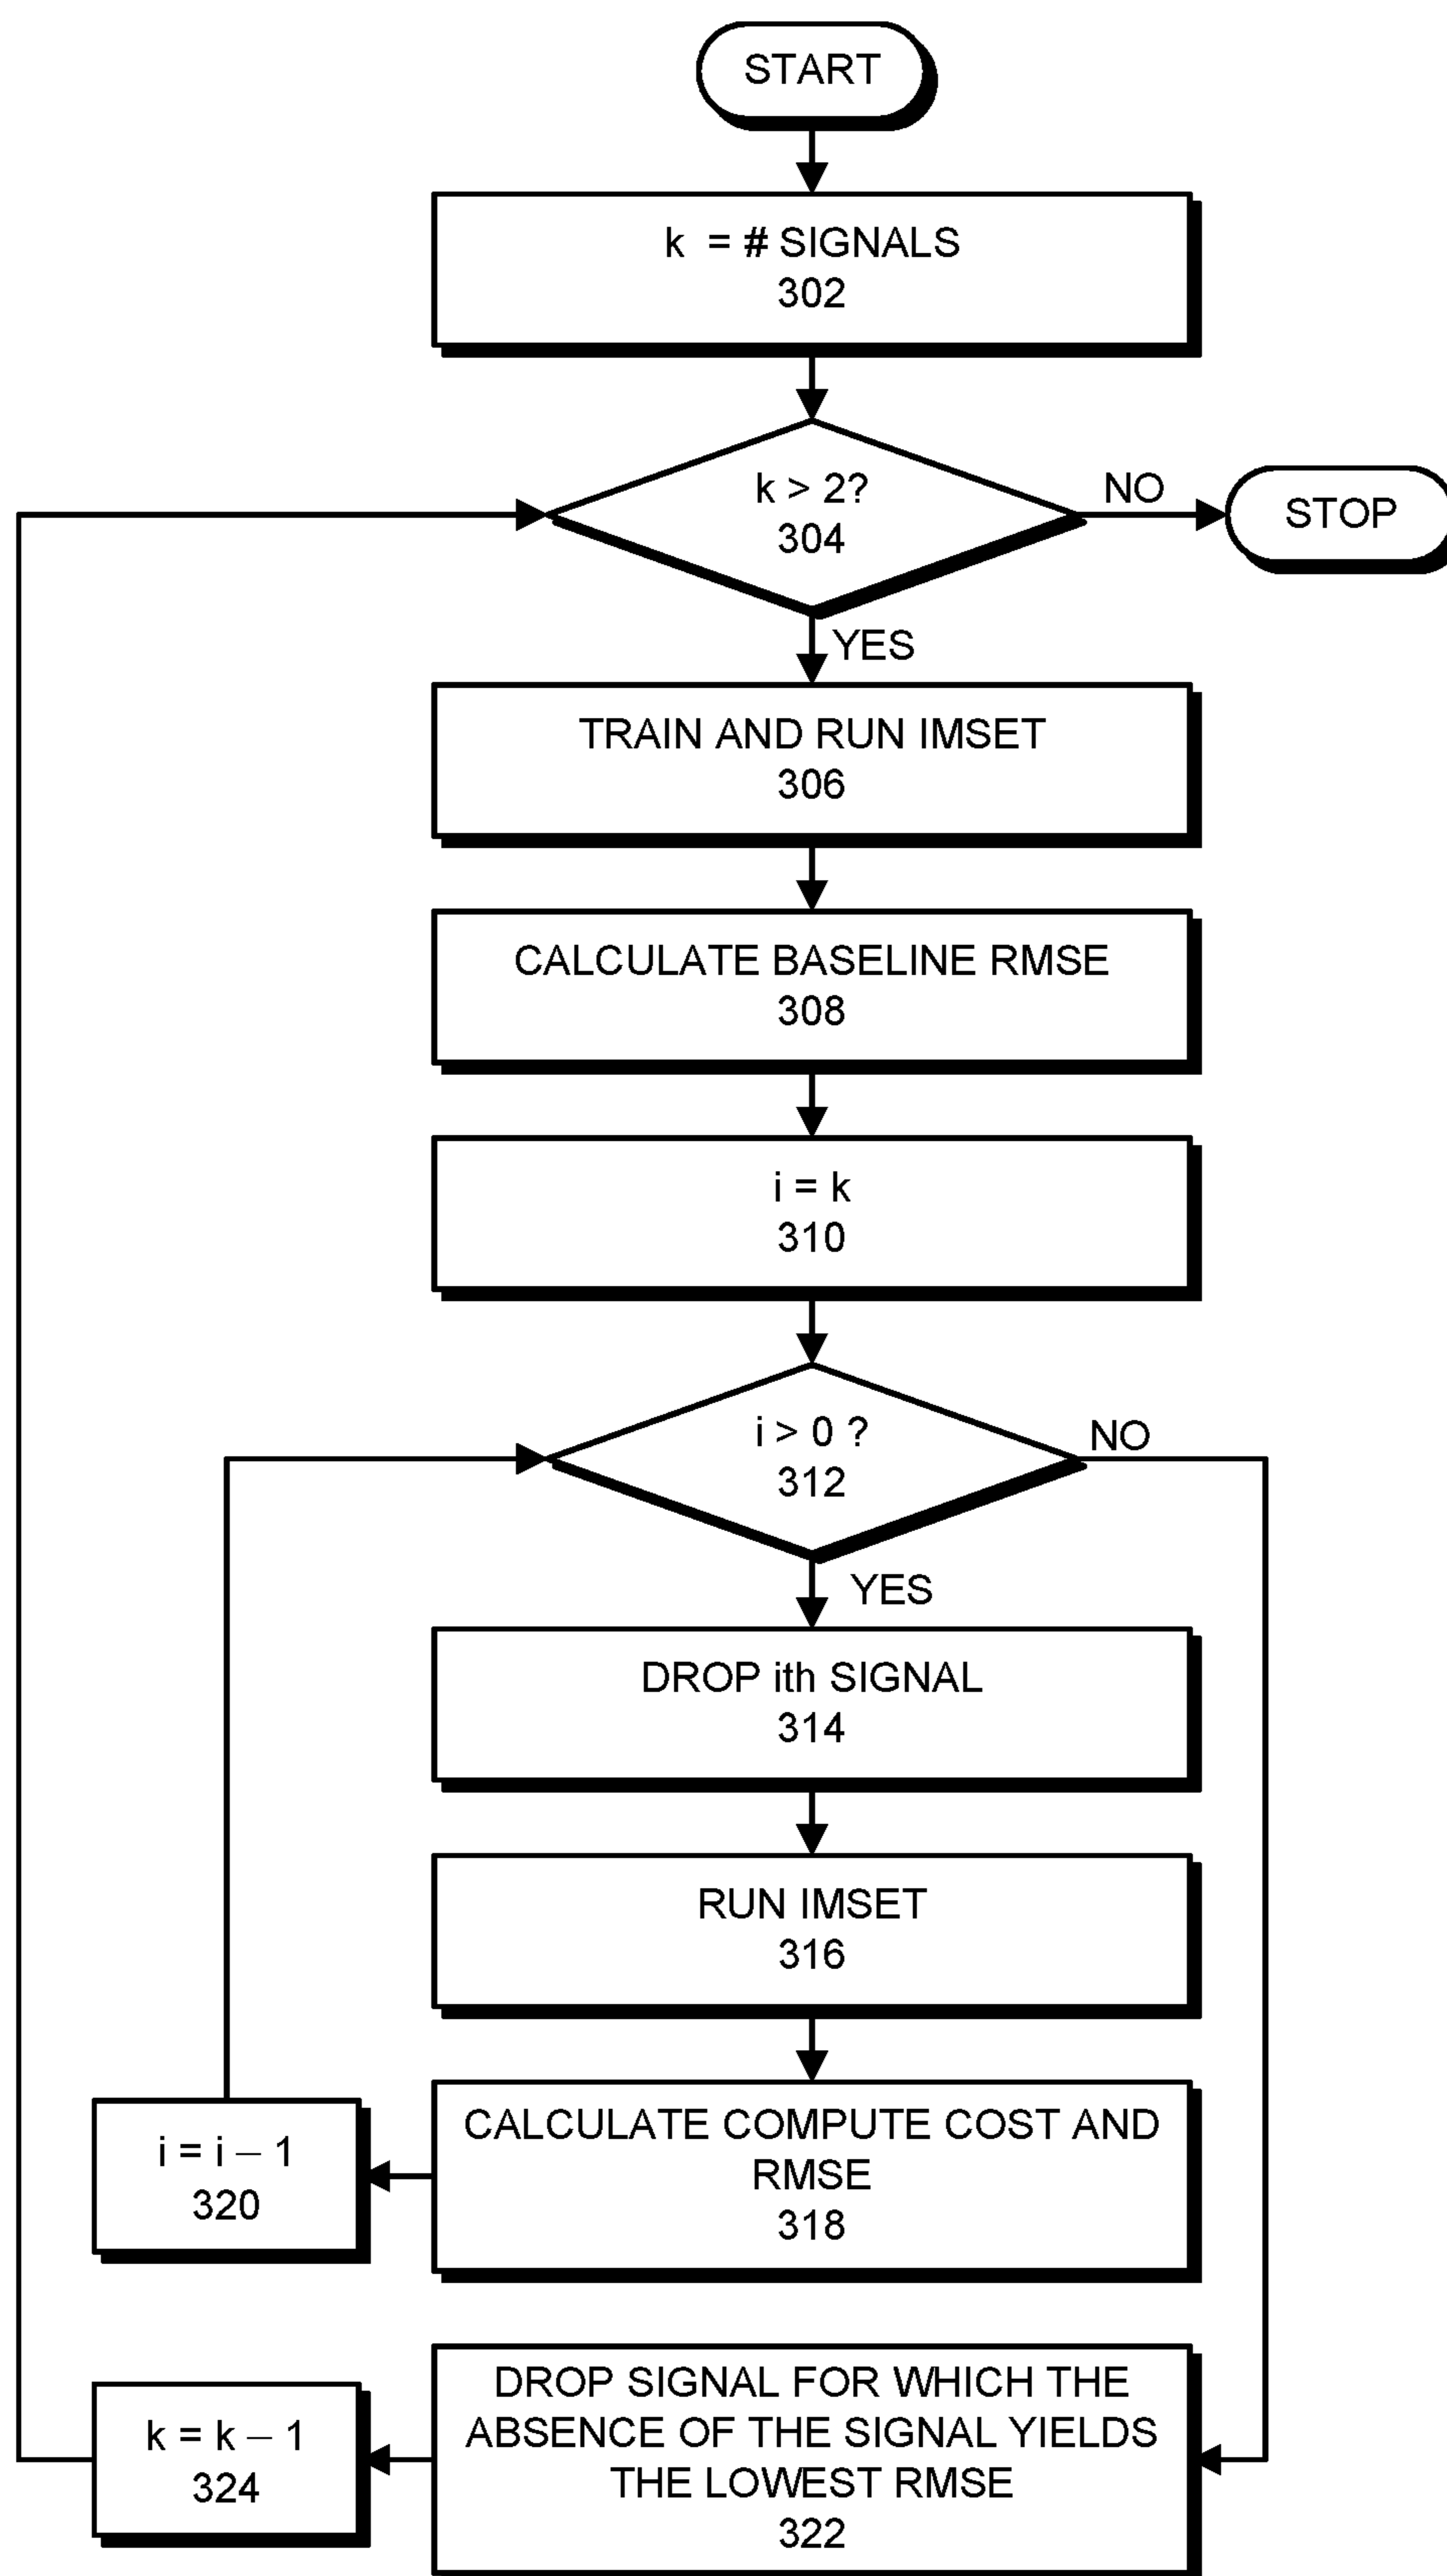 START
k = # SIGNALS
302
k > 2?
304
NO
STOP
YES
TRAIN AND RUN IMSET
306
CALCULATE BASELINE RMSE
308
i = k
310
i > 0 ?
312
NO
YES
DROP ith SIGNAL
314
RUN IMSET
316
CALCULATE COMPUTE COST AND
RMSE
318
i = i – 1
320
DROP SIGNAL FOR WHICH THE
ABSENCE OF THE SIGNAL YIELDS
THE LOWEST RMSE
322
k = k – 1
324